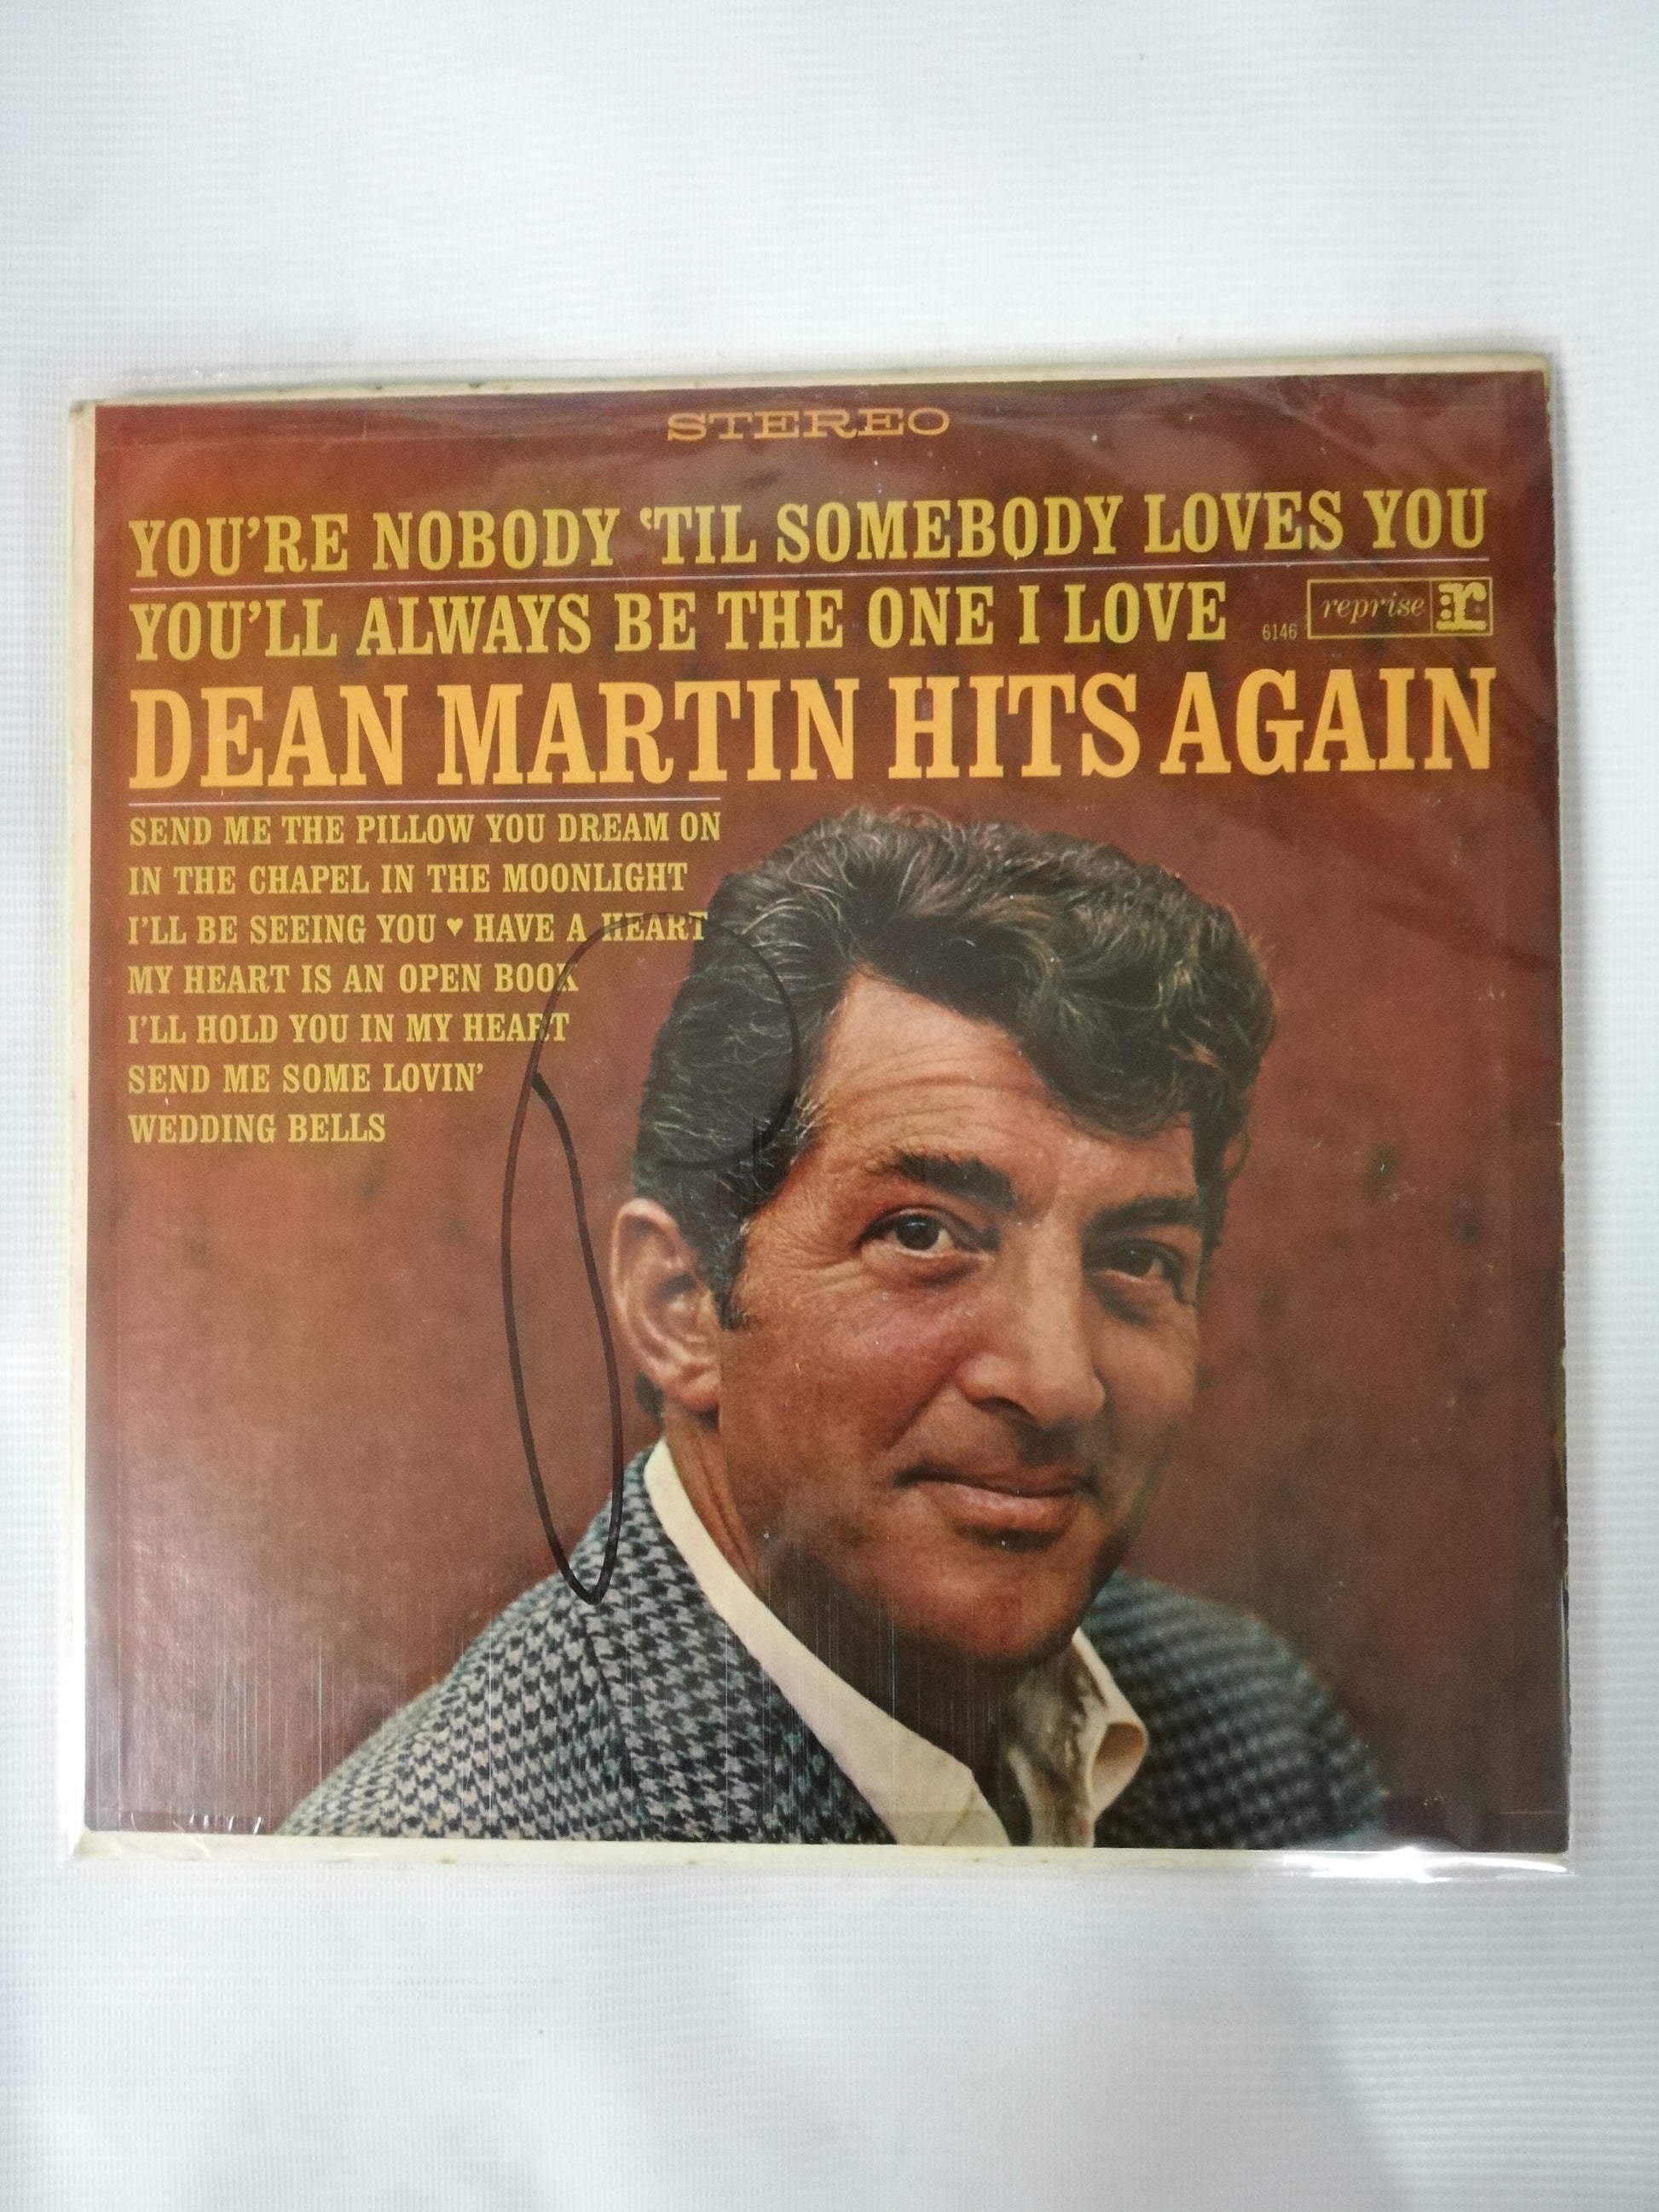 STEREO
YOU'RE NOBODY 'TIL SOMEBODY LOVES YOU
YOU'LL ALWAYS BE THE ONE I LOVE 6146 reprise r:
DEAN MARTIN HITS AGAIN
SEND ME THE PILLOW YOU DREAM ON
IN THE CHAPEL IN THE MOONLIGHT
I'LL BE SEEING YOU ♥ HAVE A HEART
MY HEART IS AN OPEN BOOK
I'LL HOLD YOU IN MY HEART
SEND ME SOME LOVIN'
WEDDING BELLS